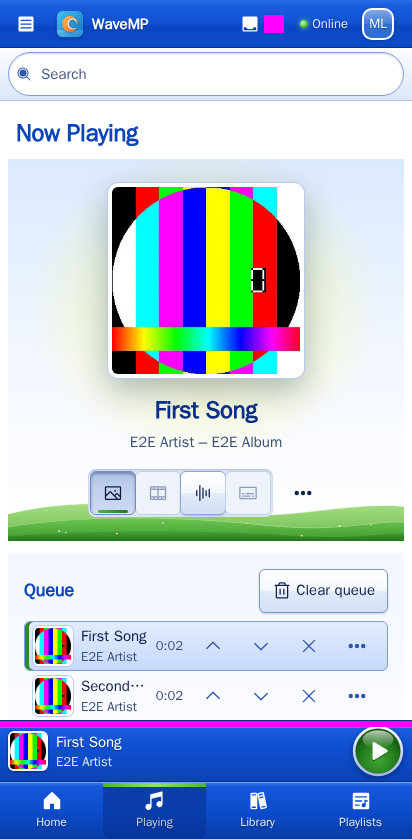 WaveMP
Online
ML
Search
Now Playing
First Song
E2E Artist – E2E Album
Queue
Clear queue
First Song
E2E Artist
0:02
Second…
E2E Artist
0:02
First Song
E2E Artist
Home
Playing
Library
Playlists